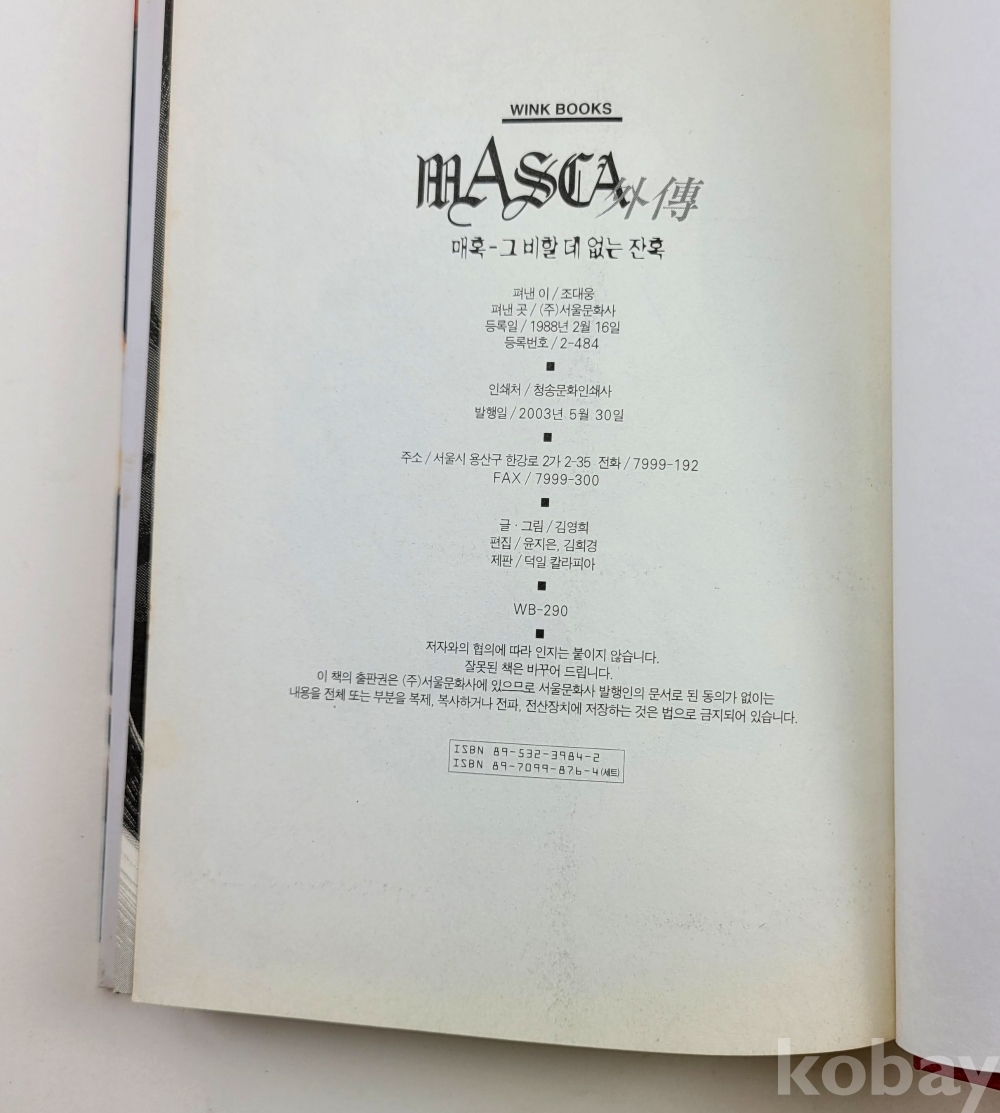 WINK BOOKS
MASCA 外傳
매혹-그 비할 데 없는 잔혹
펴낸 이 / 조대웅
펴낸 곳 / (주)서울문화사
등록일 / 1988년 2월 16일
등록번호 / 2-484
인쇄처 / 청송문화인쇄사
발행일 / 2003년 5월 30일
주소 / 서울시 용산구 한강로 2가 2-35 전화 / 7999-192
FAX / 7999-300
글·그림 / 김영희
편집 / 윤지은, 김희경
제판 / 덕일 칼라피아
WB-290
저자와의 협의에 따라 인지는 붙이지 않습니다.
잘못된 책은 바꾸어 드립니다.
이 책의 출판권은 (주)서울문화사에 있으므로 서울문화사 발행인의 문서로 된 동의가 없이는
내용을 전체 또는 부분을 복제, 복사하거나 전파, 전산장치에 저장하는 것은 법으로 금지되어 있습니다.
ISBN 89-532-3984-2
ISBN 89-7099-876-4(세트)
kobay